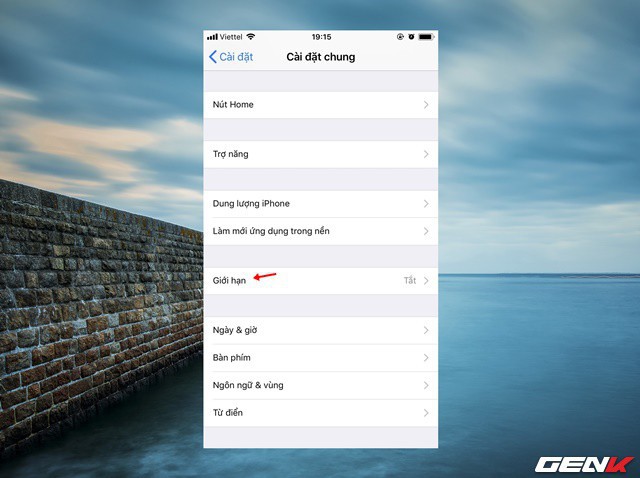 Viettel 19:15
Cài đặt Cài đặt chung
Nút Home
Trợ năng
Dung lượng iPhone
Làm mới ứng dụng trong nền
Giới hạn Tắt
Ngày & giờ
Bàn phím
Ngôn ngữ & vùng
Từ điển
GENK